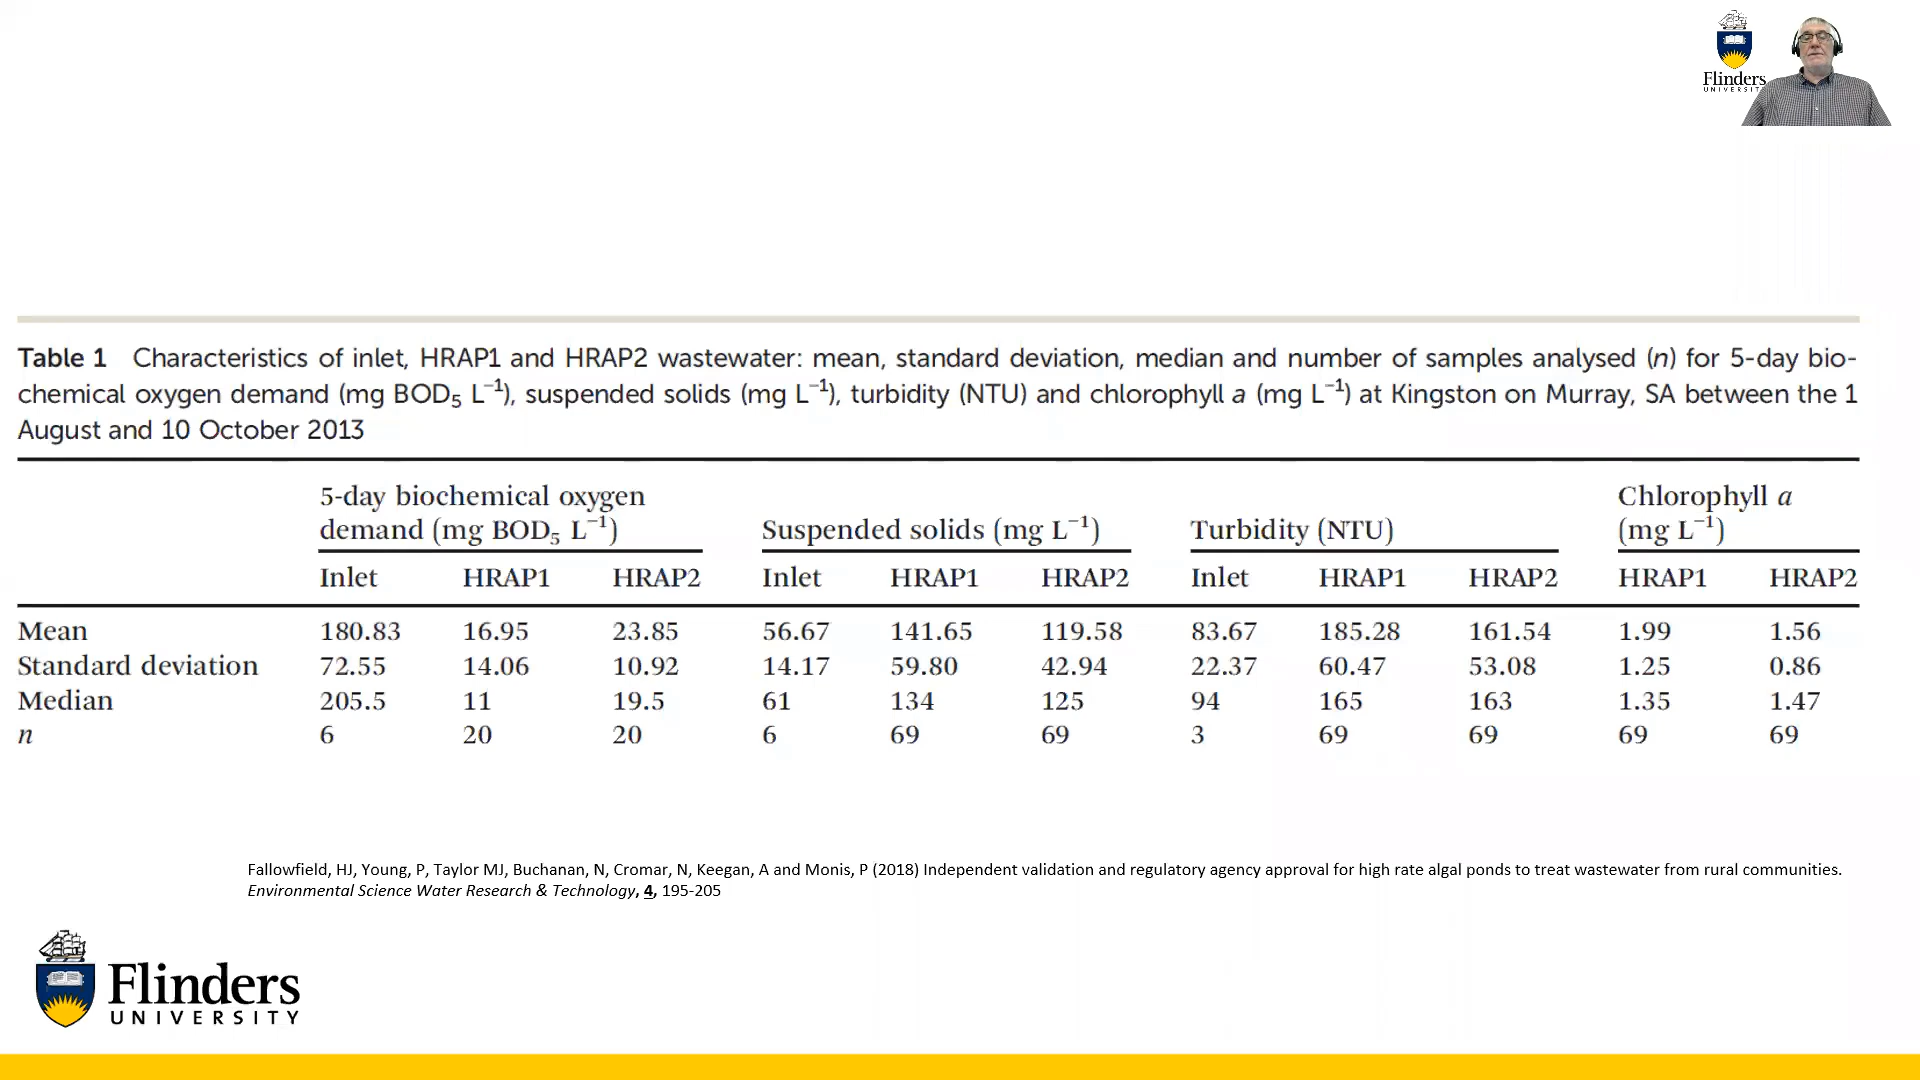 Flinders
UNIVERSITY
Table 1 Characteristics of inlet, HRAP1 and HRAP2 wastewater: mean, standard deviation, median and number of samples analysed (n) for 5-day bio-
chemical oxygen demand (mg BOD₅ L⁻¹), suspended solids (mg L⁻¹), turbidity (NTU) and chlorophyll a (mg L⁻¹) at Kingston on Murray, SA between the 1
August and 10 October 2013
5-day biochemical oxygen Chlorophyll a
demand (mg BOD₅ L⁻¹) Suspended solids (mg L⁻¹) Turbidity (NTU) (mg L⁻¹)
Inlet HRAP1 HRAP2 Inlet HRAP1 HRAP2 Inlet HRAP1 HRAP2 HRAP1 HRAP2
Mean 180.83 16.95 23.85 56.67 141.65 119.58 83.67 185.28 161.54 1.99 1.56
Standard deviation 72.55 14.06 10.92 14.17 59.80 42.94 22.37 60.47 53.08 1.25 0.86
Median 205.5 11 19.5 61 134 125 94 165 163 1.35 1.47
n 6 20 20 6 69 69 3 69 69 69 69
Fallowfield, HJ, Young, P, Taylor MJ, Buchanan, N, Cromar, N, Keegan, A and Monis, P (2018) Independent validation and regulatory agency approval for high rate algal ponds to treat wastewater from rural communities.
Environmental Science Water Research & Technology, 4, 195-205
Flinders
UNIVERSITY